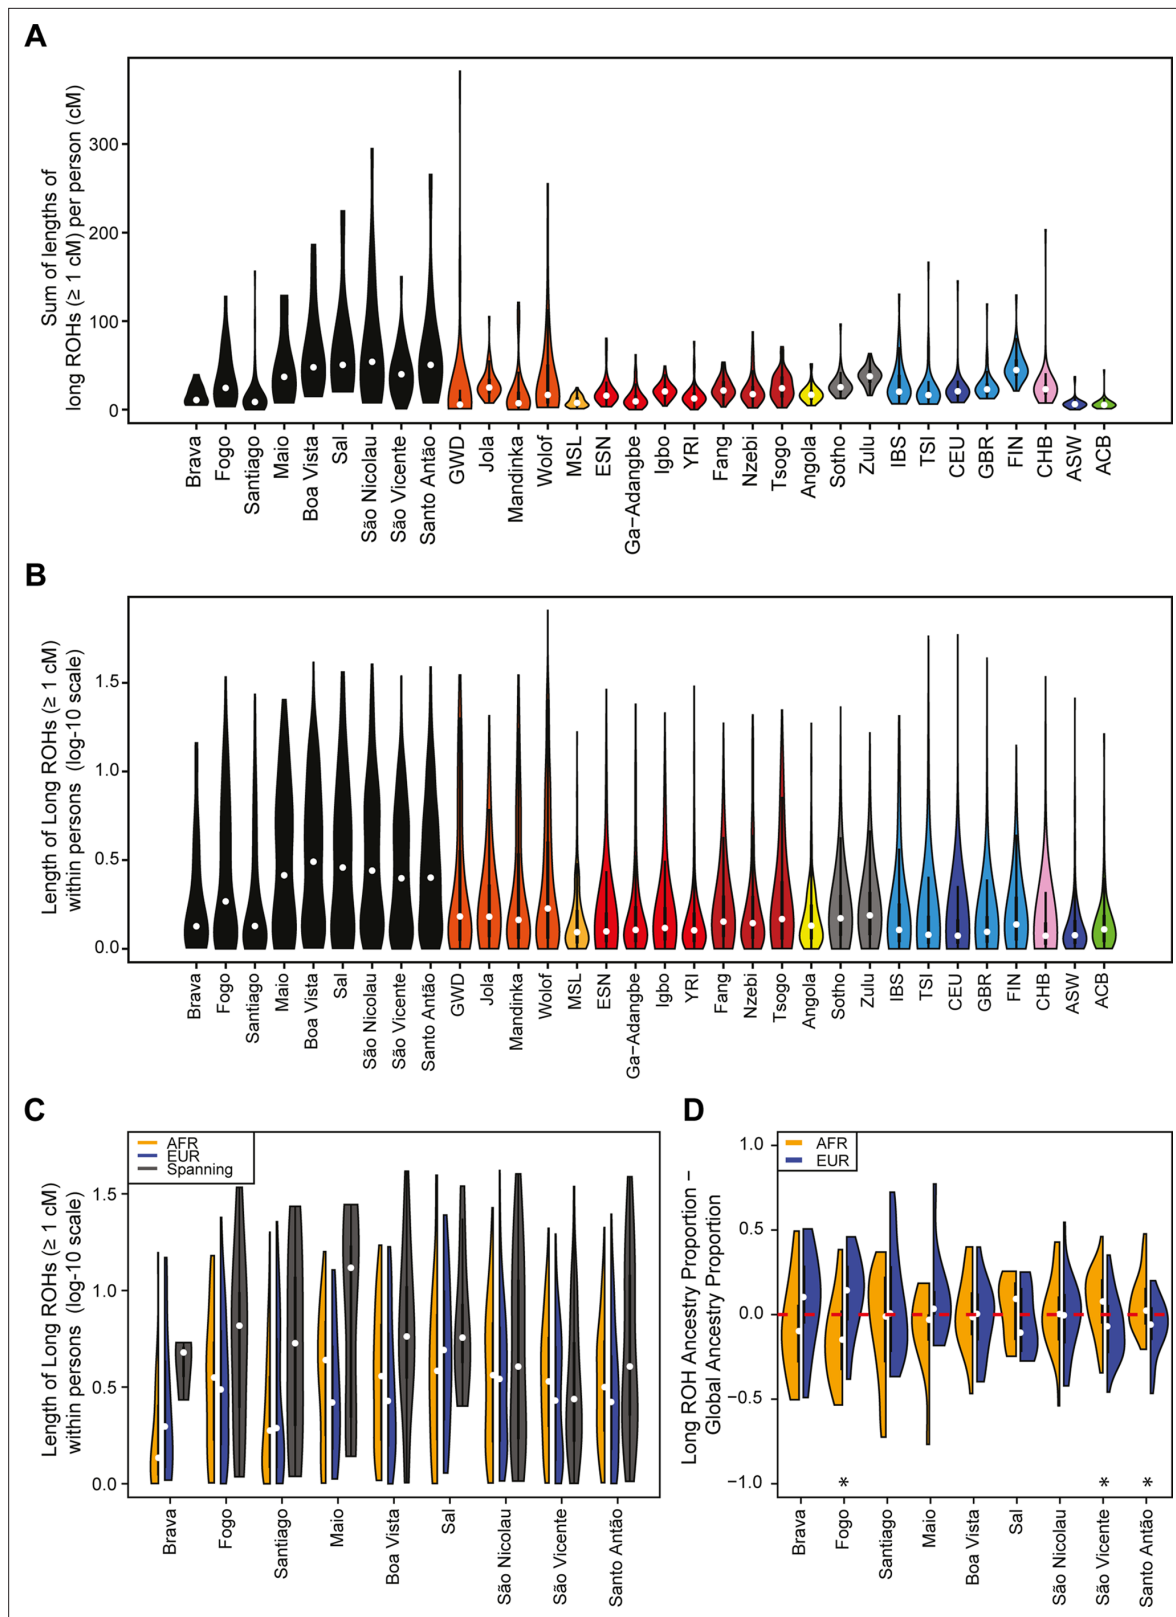 A
Sum of lengths of
long ROHs (≥ 1 cM) per person (cM)
300
200
100
0
Brava
Fogo
Santiago
Maio
Boa Vista
Sal
São Nicolau
São Vicente
Santo Antão
GWD
Jola
Mandinka
Wolof
MSL
ESN
Ga−Adangbe
Igbo
YRI
Fang
Nzebi
Tsogo
Angola
Sotho
Zulu
IBS
TSI
CEU
GBR
FIN
CHB
ASW
ACB
B
Length of Long ROHs (≥ 1 cM)
within persons (log-10 scale)
1.5
1.0
0.5
0.0
Brava
Fogo
Santiago
Maio
Boa Vista
Sal
São Nicolau
São Vicente
Santo Antão
GWD
Jola
Mandinka
Wolof
MSL
ESN
Ga−Adangbe
Igbo
YRI
Fang
Nzebi
Tsogo
Angola
Sotho
Zulu
IBS
TSI
CEU
GBR
FIN
CHB
ASW
ACB
C
AFR
EUR
Spanning
Length of Long ROHs (≥ 1 cM)
within persons (log-10 scale)
1.5
1.0
0.5
0.0
Brava
Fogo
Santiago
Maio
Boa Vista
Sal
São Nicolau
São Vicente
Santo Antão
D
AFR
EUR
Long ROH Ancestry Proportion −
Global Ancestry Proportion
1.0
0.5
0.0
−0.5
−1.0
* * *
Brava
Fogo
Santiago
Maio
Boa Vista
Sal
São Nicolau
São Vicente
Santo Antão